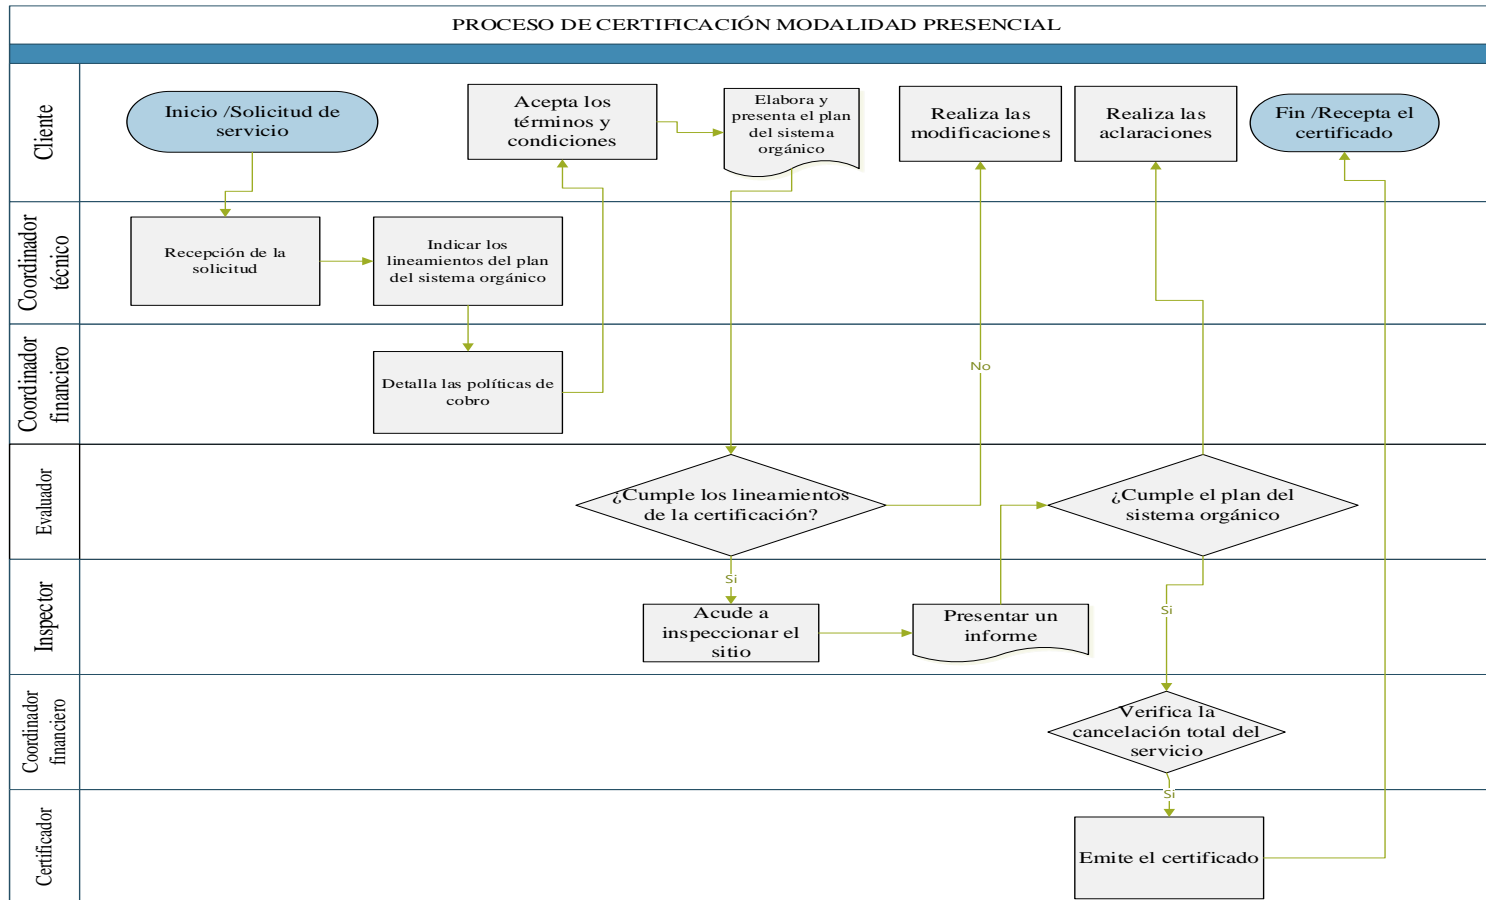 PROCESO DE CERTIFICACIÓN MODALIDAD PRESENCIAL
Cliente
Inicio /Solicitud de
servicio
Acepta los
términos y
condiciones
Elabora y
presenta el plan
del sistema
orgánico
Realiza las
modificaciones
Realiza las
aclaraciones
Fin /Recepta el
certificado
Coordinador
técnico
Recepción de la
solicitud
Indicar los
lineamientos del plan
del sistema orgánico
Coordinador
financiero
Detalla las políticas de
cobro
No
Evaluador
¿Cumple los lineamientos
de la certificación?
¿Cumple el plan del
sistema orgánico
Inspector
Si
Acude a
inspeccionar el
sitio
Presentar un
informe
Si
Coordinador
financiero
Verifica la
cancelación total del
servicio
Certificador
Si
Emite el certificado